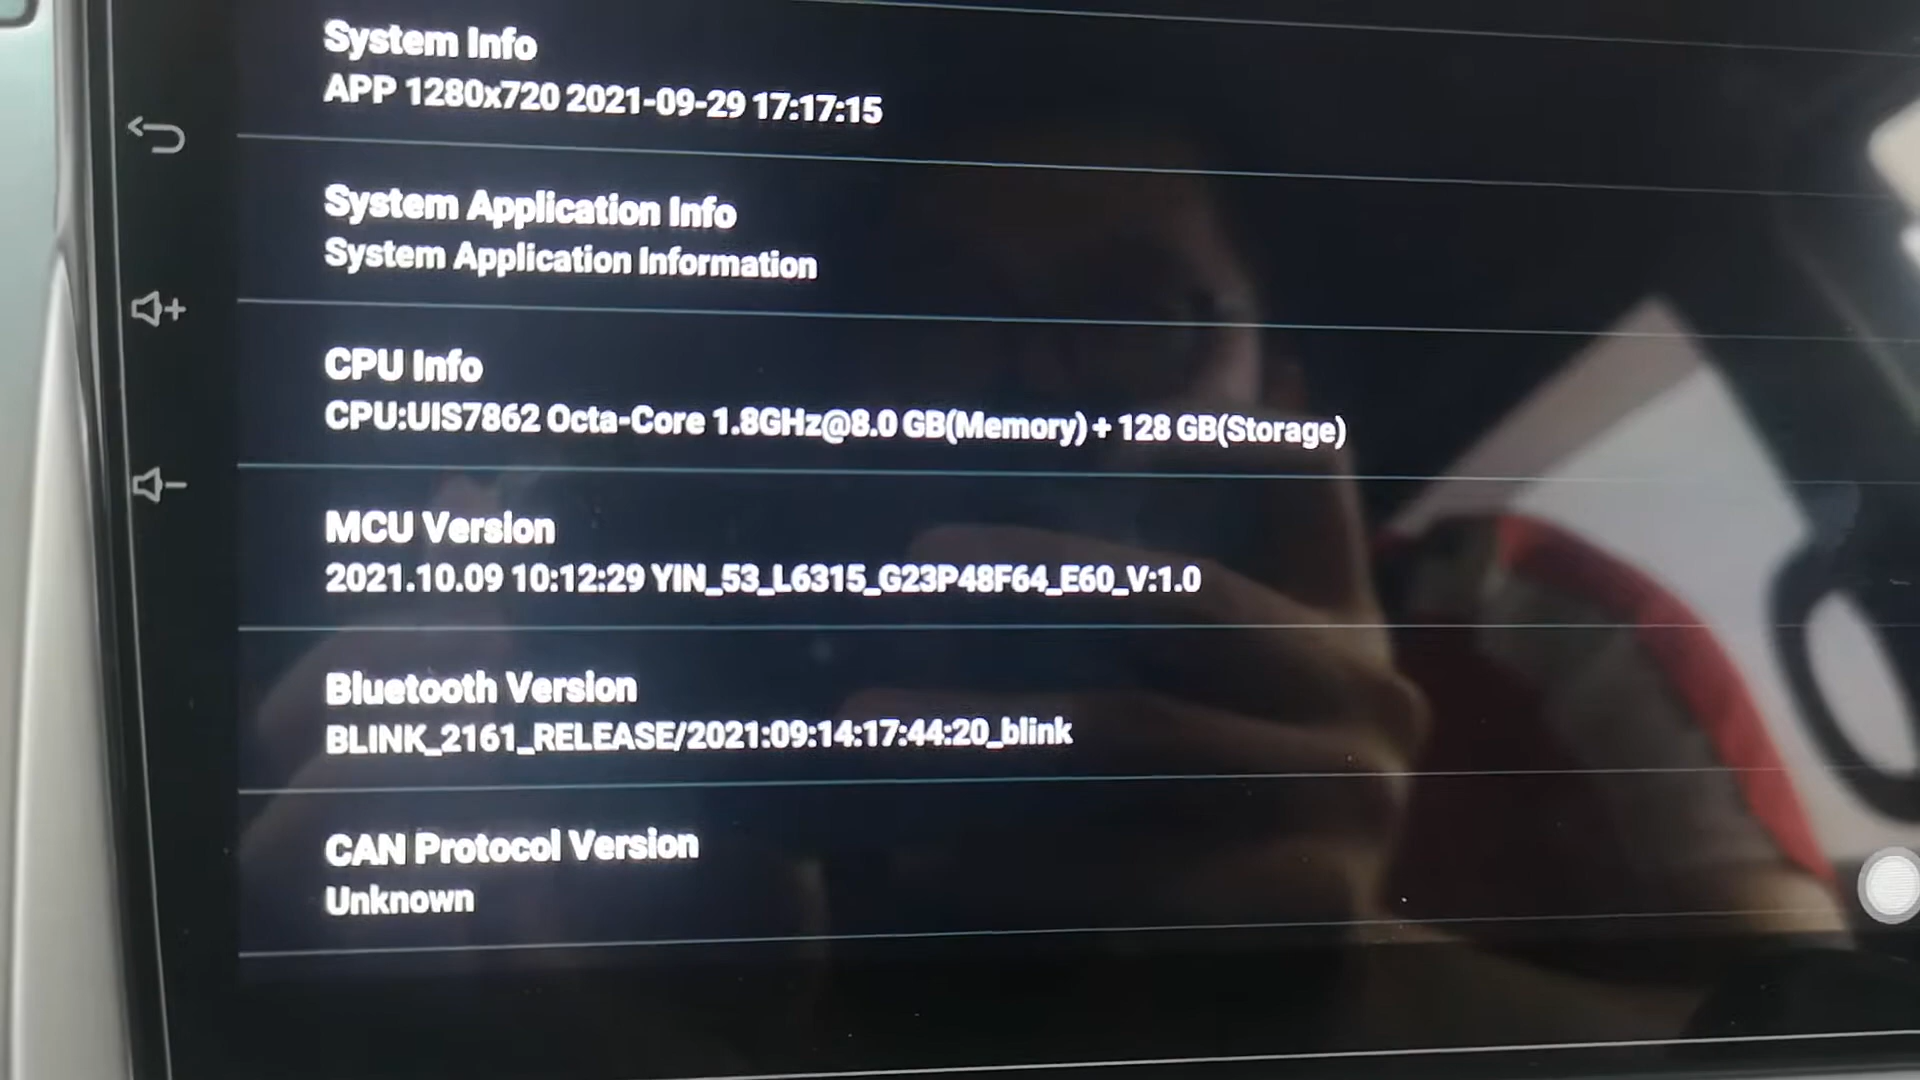 System Info
APP 1280x720 2021-09-29 17:17:15
System Application Info
System Application Information
CPU Info
CPU:UIS7862 Octa-Core 1.8GHz@8.0 GB(Memory) + 128 GB(Storage)
MCU Version
2021.10.09 10:12:29 YIN_53_L6315_G23P48F64_E60_V:1.0
Bluetooth Version
BLINK_2161_RELEASE/2021:09:14:17:44:20_blink
CAN Protocol Version
Unknown